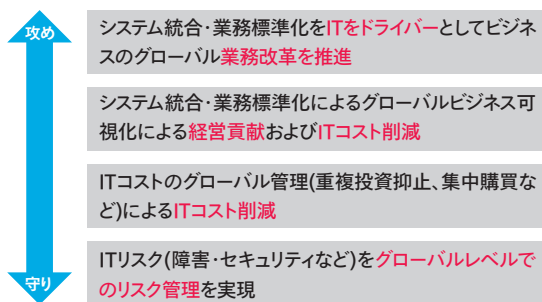 攻め
システム統合・業務標準化をITをドライバーとしてビジネ
スのグローバル業務改革を推進
システム統合・業務標準化によるグローバルビジネス可
視化による経営貢献およびITコスト削減
ITコストのグローバル管理(重複投資抑止、集中購買な
ど)によるITコスト削減
ITリスク(障害・セキュリティなど)をグローバルレベルで
のリスク管理を実現
守り